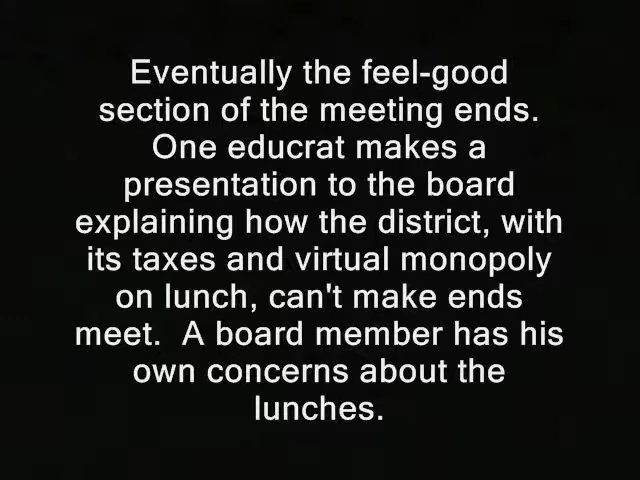 Eventually the feel-good
section of the meeting ends.
One educrat makes a
presentation to the board
explaining how the district, with
its taxes and virtual monopoly
on lunch, can't make ends
meet.  A board member has his
own concerns about the
lunches.